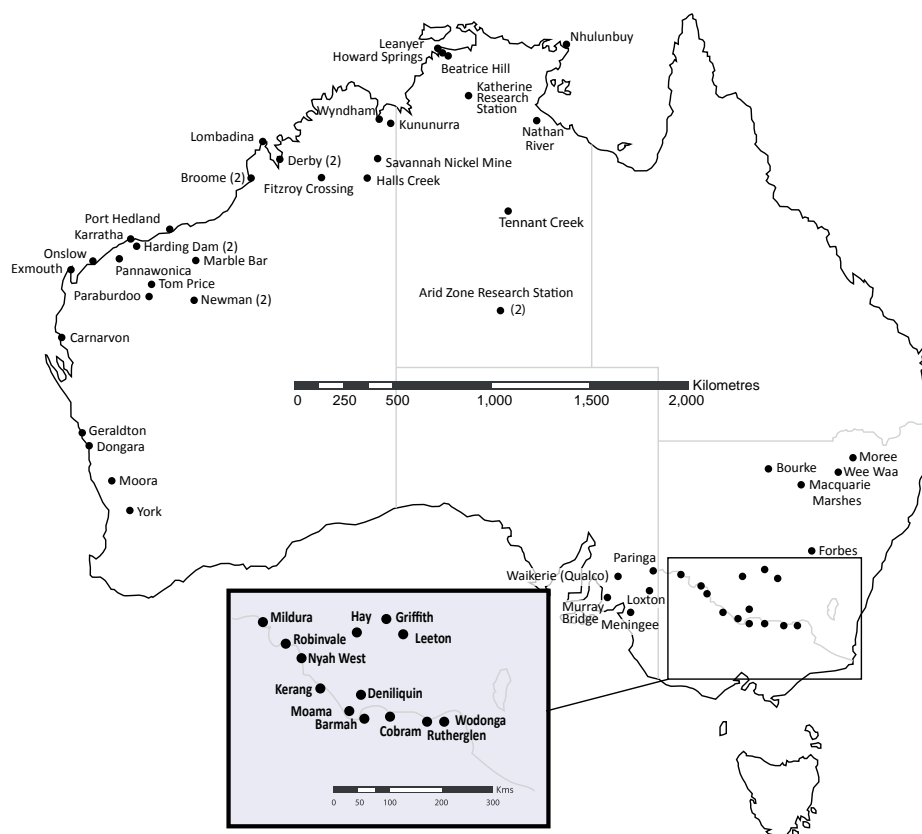 Nhulunbuy
Leanyer
Howard Springs
Beatrice Hill
Katherine
Research
Station
Wyndham
Kununurra
Nathan
River
Lombadina
Derby (2)
Savannah Nickel Mine
Broome (2)
Fitzroy Crossing
Halls Creek
Port Hedland
Tennant Creek
Karratha
Harding Dam (2)
Onslow
Marble Bar
Exmouth
Pannawonica
Tom Price
Paraburdoo
Newman (2)
Arid Zone Research Station
(2)
Carnarvon
Kilometres
0 250 500 1,000 1,500 2,000
Geraldton
Dongara
Moora
York
Moree
Bourke
Wee Waa
Macquarie
Marshes
Forbes
Paringa
Waikerie (Qualco)
Loxton
Murray
Bridge
Meningee
Mildura
Hay
Griffith
Robinvale
Leeton
Nyah West
Kerang
Deniliquin
Moama
Barmah
Cobram
Wodonga
Rutherglen
Kms
0 50 100 200 300